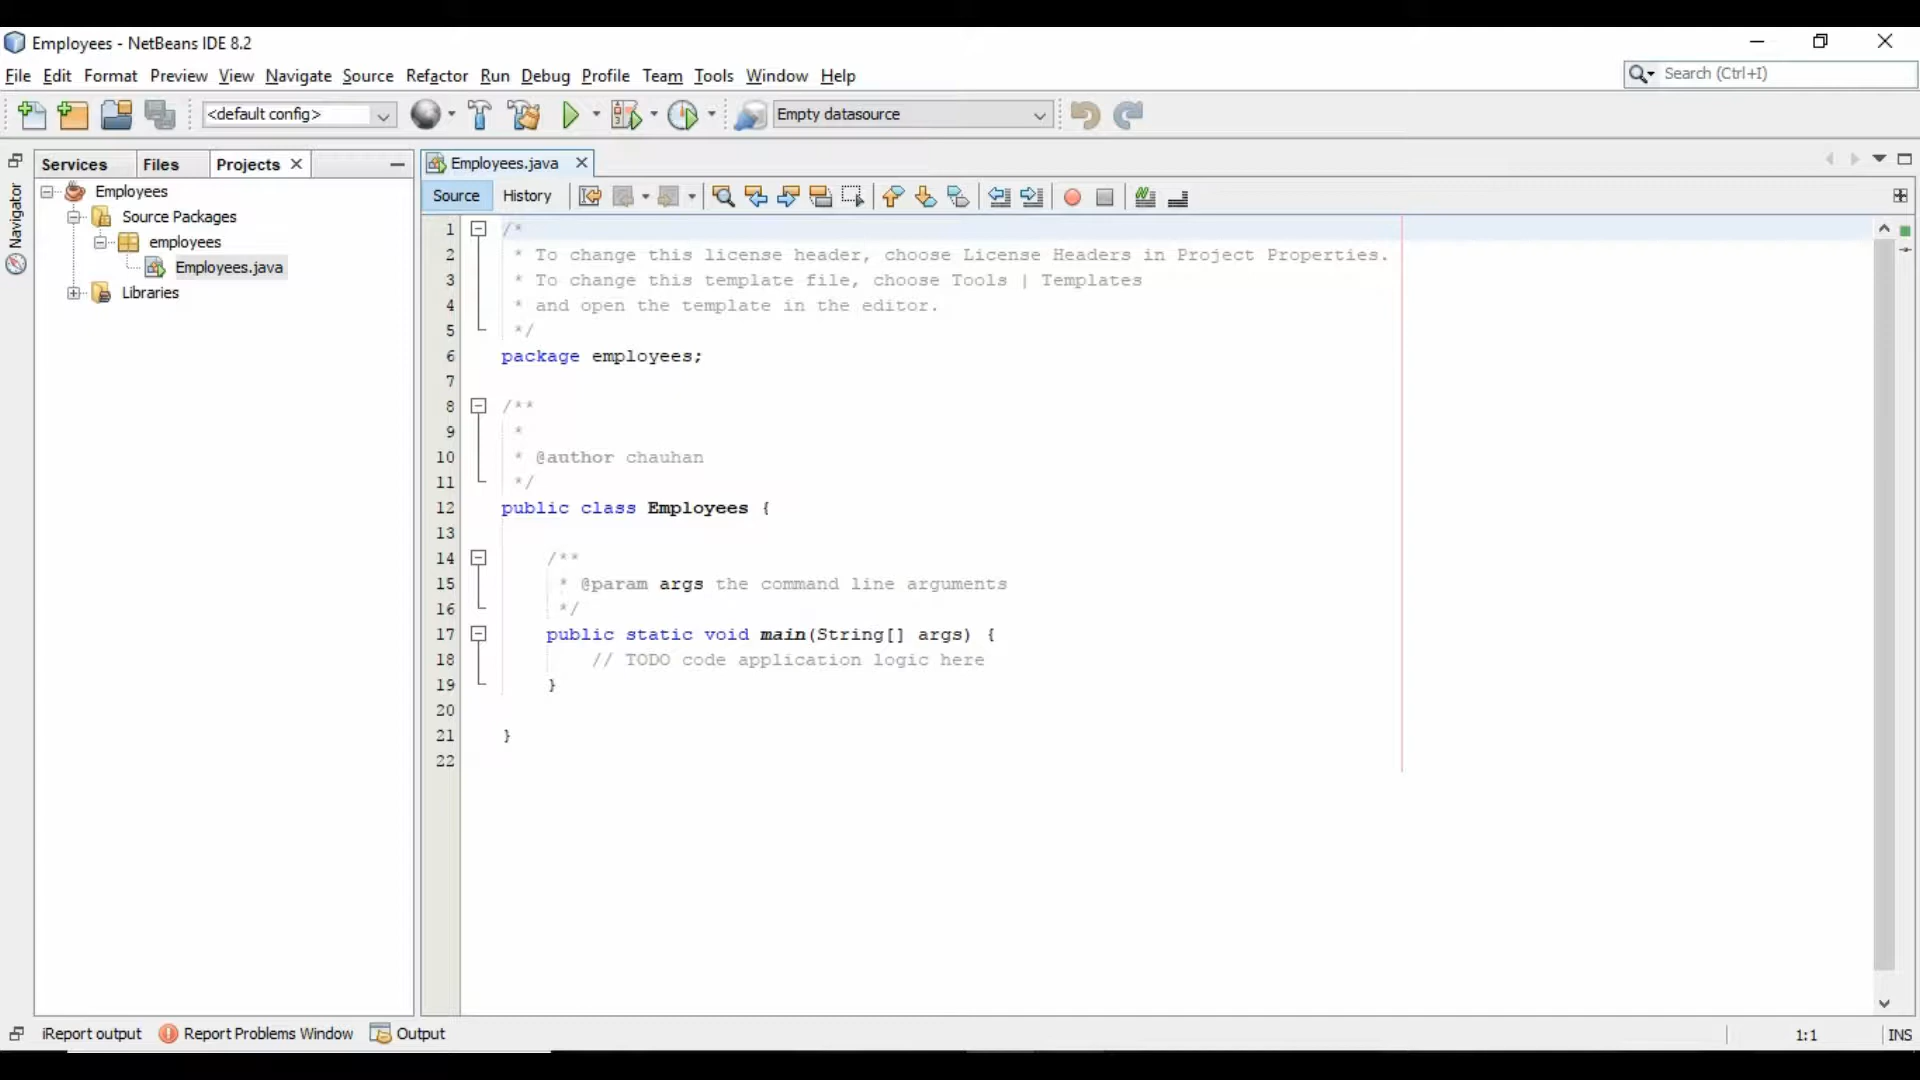 Employees - NetBeans IDE 8.2
File Edit Format Preview View Navigate Source Refactor Run Debug Profile Team Tools Window Help
Search (Ctrl+I)
<default config>
Empty datasource
Services Files Projects
Employees.java
Navigator
Employees
Source Packages
employees
Employees.java
Libraries
Source History
1 /*
2 * To change this license header, choose License Headers in Project Properties.
3 * To change this template file, choose Tools | Templates
4 * and open the template in the editor.
5 */
6 package employees;
7
8 /**
9 *
10 * @author chauhan
11 */
12 public class Employees {
13
14 /**
15 * @param args the command line arguments
16 */
17 public static void main(String[] args) {
18 // TODO code application logic here
19 }
20
21 }
22
iReport output Report Problems Window Output
1:1 INS